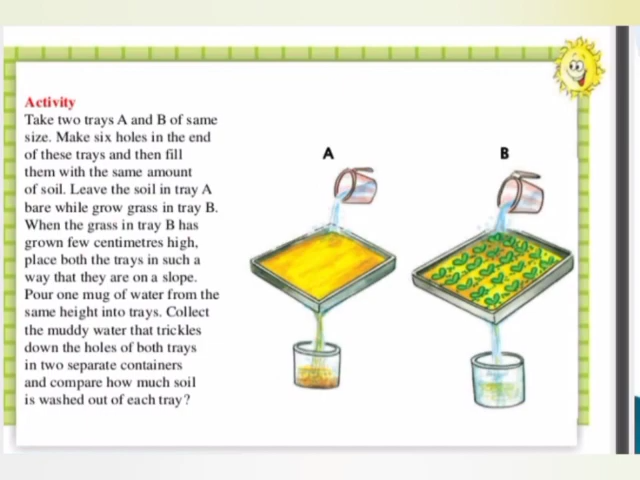 Activity
Take two trays A and B of same
size. Make six holes in the end
of these trays and then fill
them with the same amount
of soil. Leave the soil in tray A
bare while grow grass in tray B.
When the grass in tray B has
grown few centimetres high,
place both the trays in such a
way that they are on a slope.
Pour one mug of water from the
same height into trays. Collect
the muddy water that trickles
down the holes of both trays
in two separate containers
and compare how much soil
is washed out of each tray?
A
B